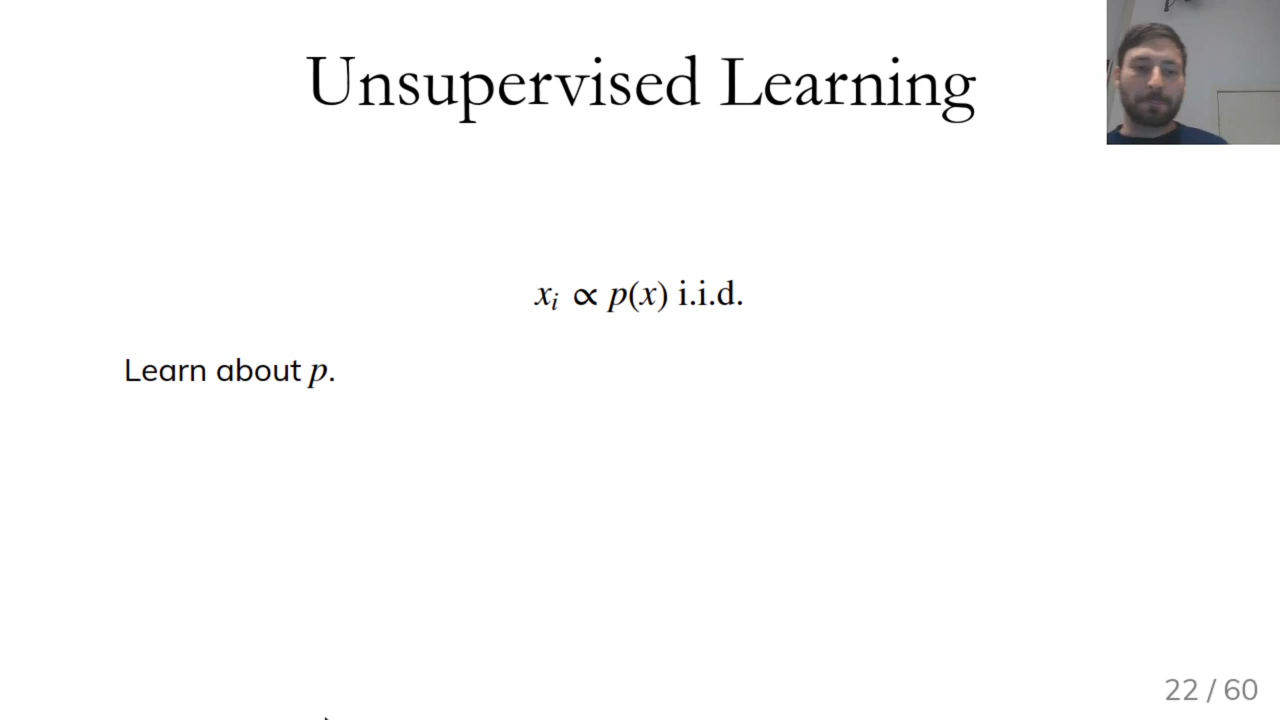 Unsupervised Learning
xᵢ ∝ p(x) i.i.d.
Learn about p.
22 / 60